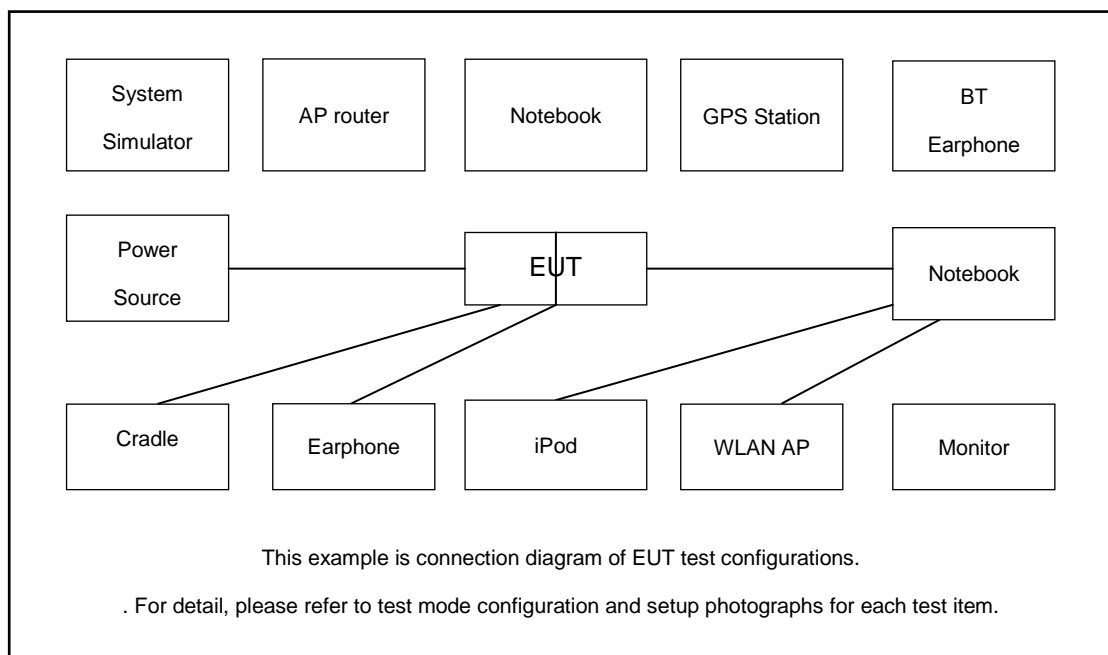 System
Simulator
AP router
Notebook
GPS Station
BT
Earphone
Power
Source
EUT
Notebook
Cradle
Earphone
iPod
WLAN AP
Monitor
This example is connection diagram of EUT test configurations.
. For detail, please refer to test mode configuration and setup photographs for each test item.